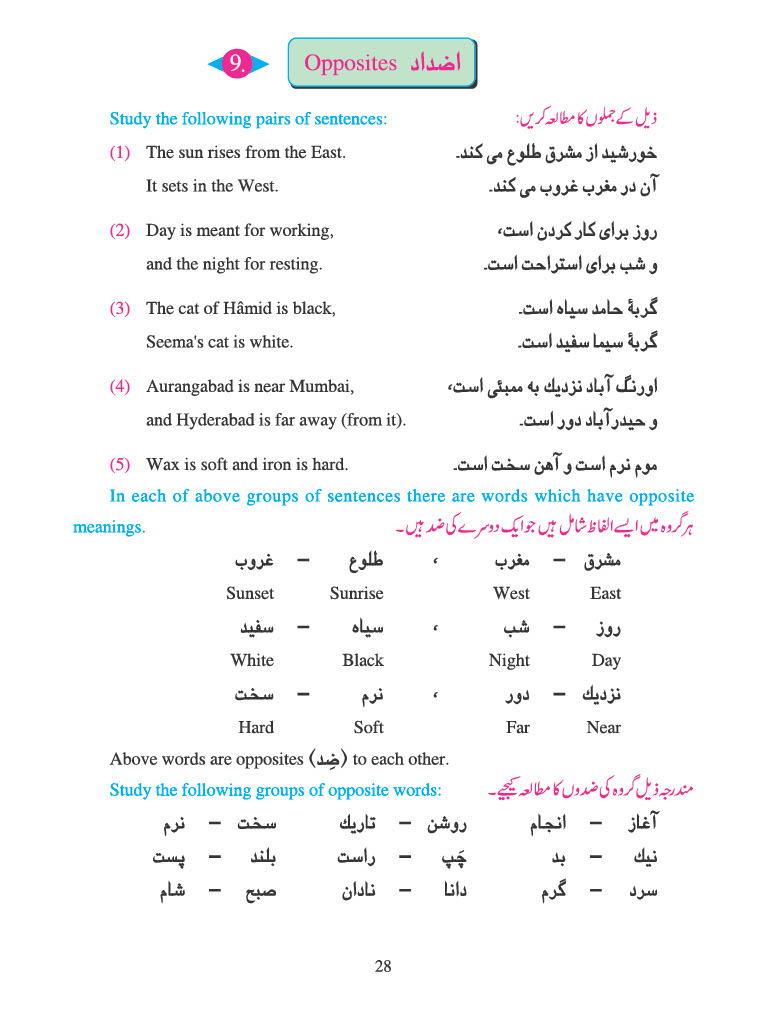 9. Opposites اضداد
Study the following pairs of sentences: ذیل کے جملوں کا مطالعہ کریں:
(1) The sun rises from the East. خورشید از مشرق طلوع می کند۔
It sets in the West. آن در مغرب غروب می کند۔
(2) Day is meant for working, روز برای کار کردن است،
and the night for resting. و شب برای استراحت است۔
(3) The cat of Hâmid is black, گربۀ حامد سیاہ است۔
Seema's cat is white. گربۀ سیما سفید است۔
(4) Aurangabad is near Mumbai, اورنگ آباد نزدیك به ممبئی است،
and Hyderabad is far away (from it). و حیدرآباد دور است۔
(5) Wax is soft and iron is hard. موم نرم است و آهن سخت است۔
In each of above groups of sentences there are words which have opposite
meanings. ہر گروہ میں ایسے الفاظ شامل ہیں جو ایک دوسرے کی ضد ہیں۔
مشرق – مغرب ، طلوع – غروب
Sunset Sunrise West East
روز – شب ، سیاہ – سفید
White Black Night Day
نزدیك – دور ، نرم – سخت
Hard Soft Far Near
Above words are opposites (ضِد) to each other.
Study the following groups of opposite words: مندرجہ ذیل گروہ کی ضدوں کا مطالعہ کیجیے۔
آغاز – انجام روشن – تاریك سخت – نرم
نیك – بد چَپ – راست بلند – پست
سرد – گرم دانا – نادان صبح – شام
28